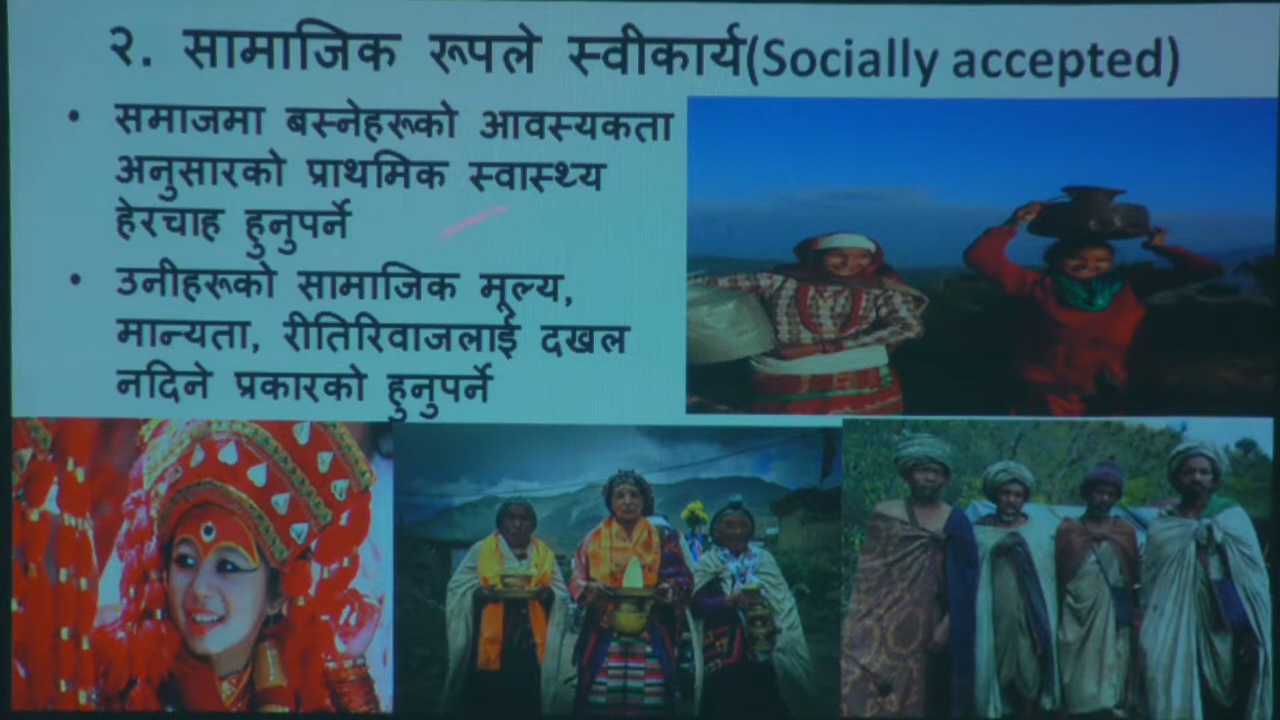 २. सामाजिक रूपले स्वीकार्य(Socially accepted)
• समाजमा बस्नेहरूको आवस्यकता
अनुसारको प्राथमिक स्वास्थ्य
हेरचाह हुनुपर्ने
• उनीहरूको सामाजिक मूल्य,
मान्यता, रीतिरिवाजलाई दखल
नदिने प्रकारको हुनुपर्ने